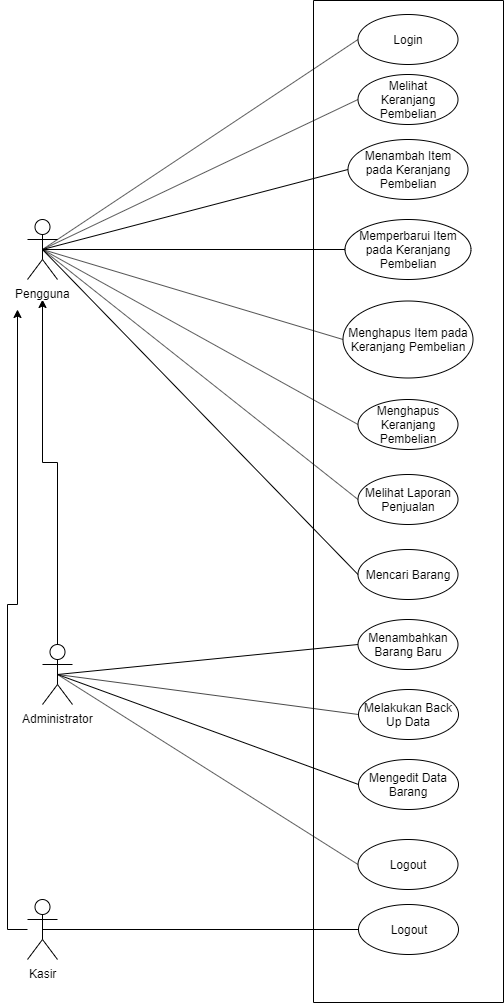 Login
Melihat
Keranjang
Pembelian
Menambah Item
pada Keranjang
Pembelian
Memperbarui Item
pada Keranjang
Pembelian
Pengguna
Menghapus Item pada
Keranjang Pembelian
Menghapus
Keranjang
Pembelian
Melihat Laporan
Penjualan
Mencari Barang
Menambahkan
Barang Baru
Administrator
Melakukan Back
Up Data
Mengedit Data
Barang
Logout
Logout
Kasir